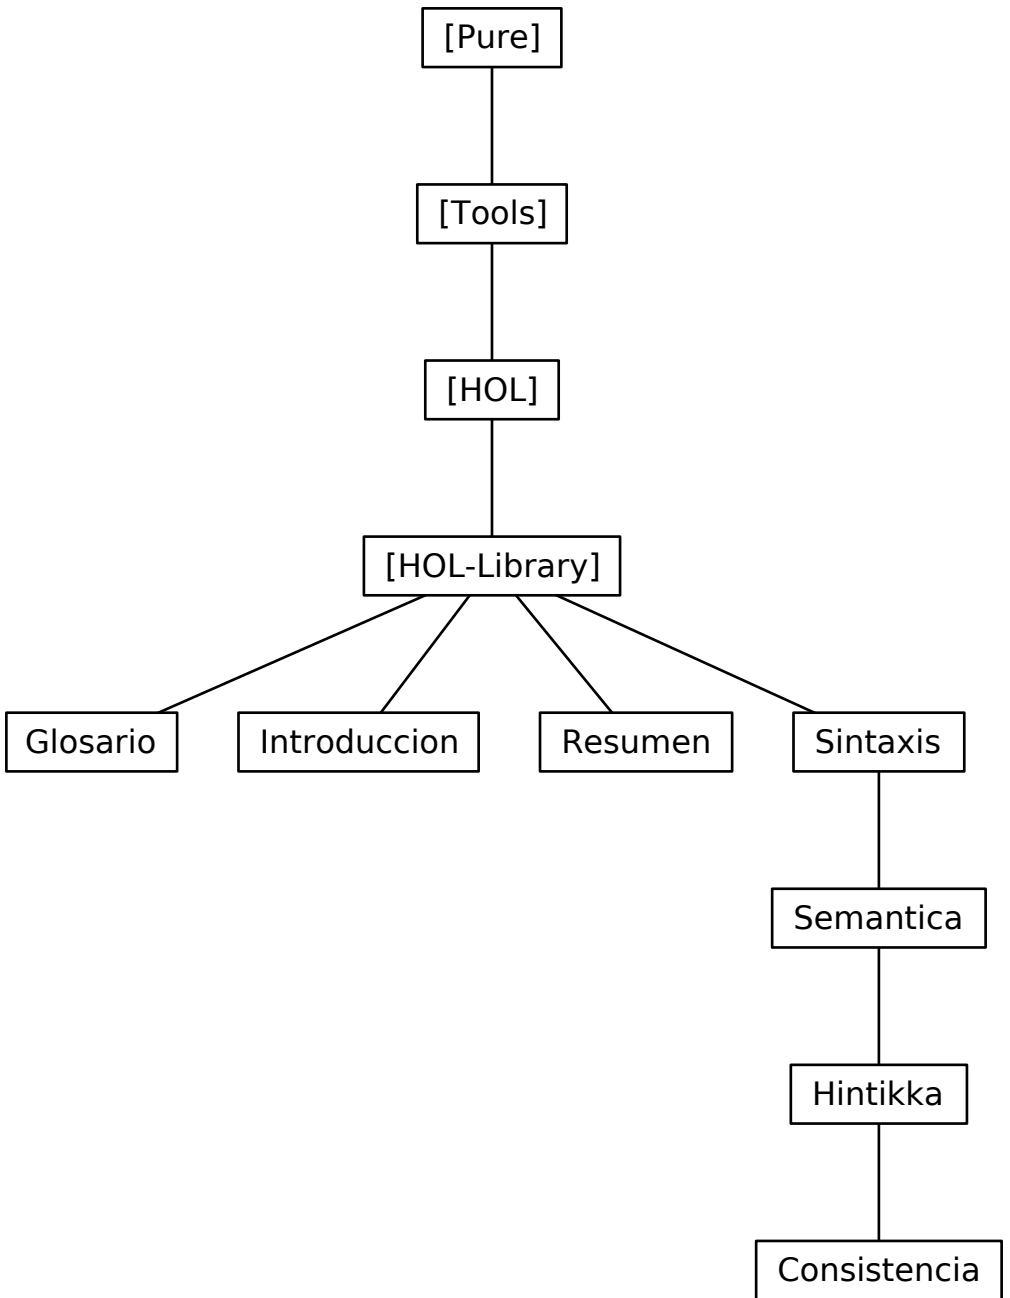 [Pure]
[Tools]
[HOL]
[HOL-Library]
Glosario
Introduccion
Resumen
Sintaxis
Semantica
Hintikka
Consistencia